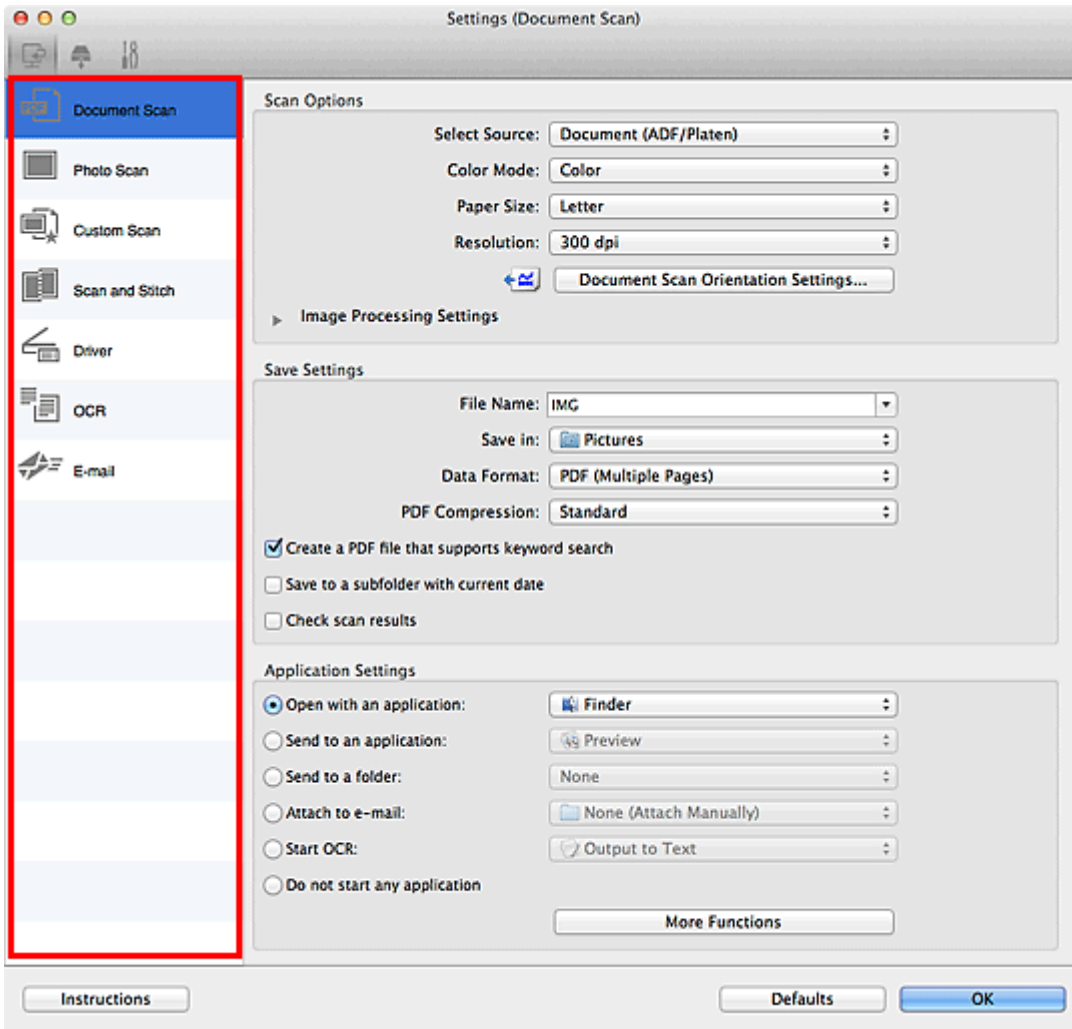 Settings (Document Scan)
Document Scan
Photo Scan
Custom Scan
Scan and Stitch
Driver
OCR
E-mail
Scan Options
Select Source: Document (ADF/Platen)
Color Mode: Color
Paper Size: Letter
Resolution: 300 dpi
Document Scan Orientation Settings...
Image Processing Settings
Save Settings
File Name: IMG
Save in: Pictures
Data Format: PDF (Multiple Pages)
PDF Compression: Standard
Create a PDF file that supports keyword search
Save to a subfolder with current date
Check scan results
Application Settings
Open with an application: Finder
Send to an application: Preview
Send to a folder: None
Attach to e-mail: None (Attach Manually)
Start OCR: Output to Text
Do not start any application
More Functions
Instructions Defaults OK